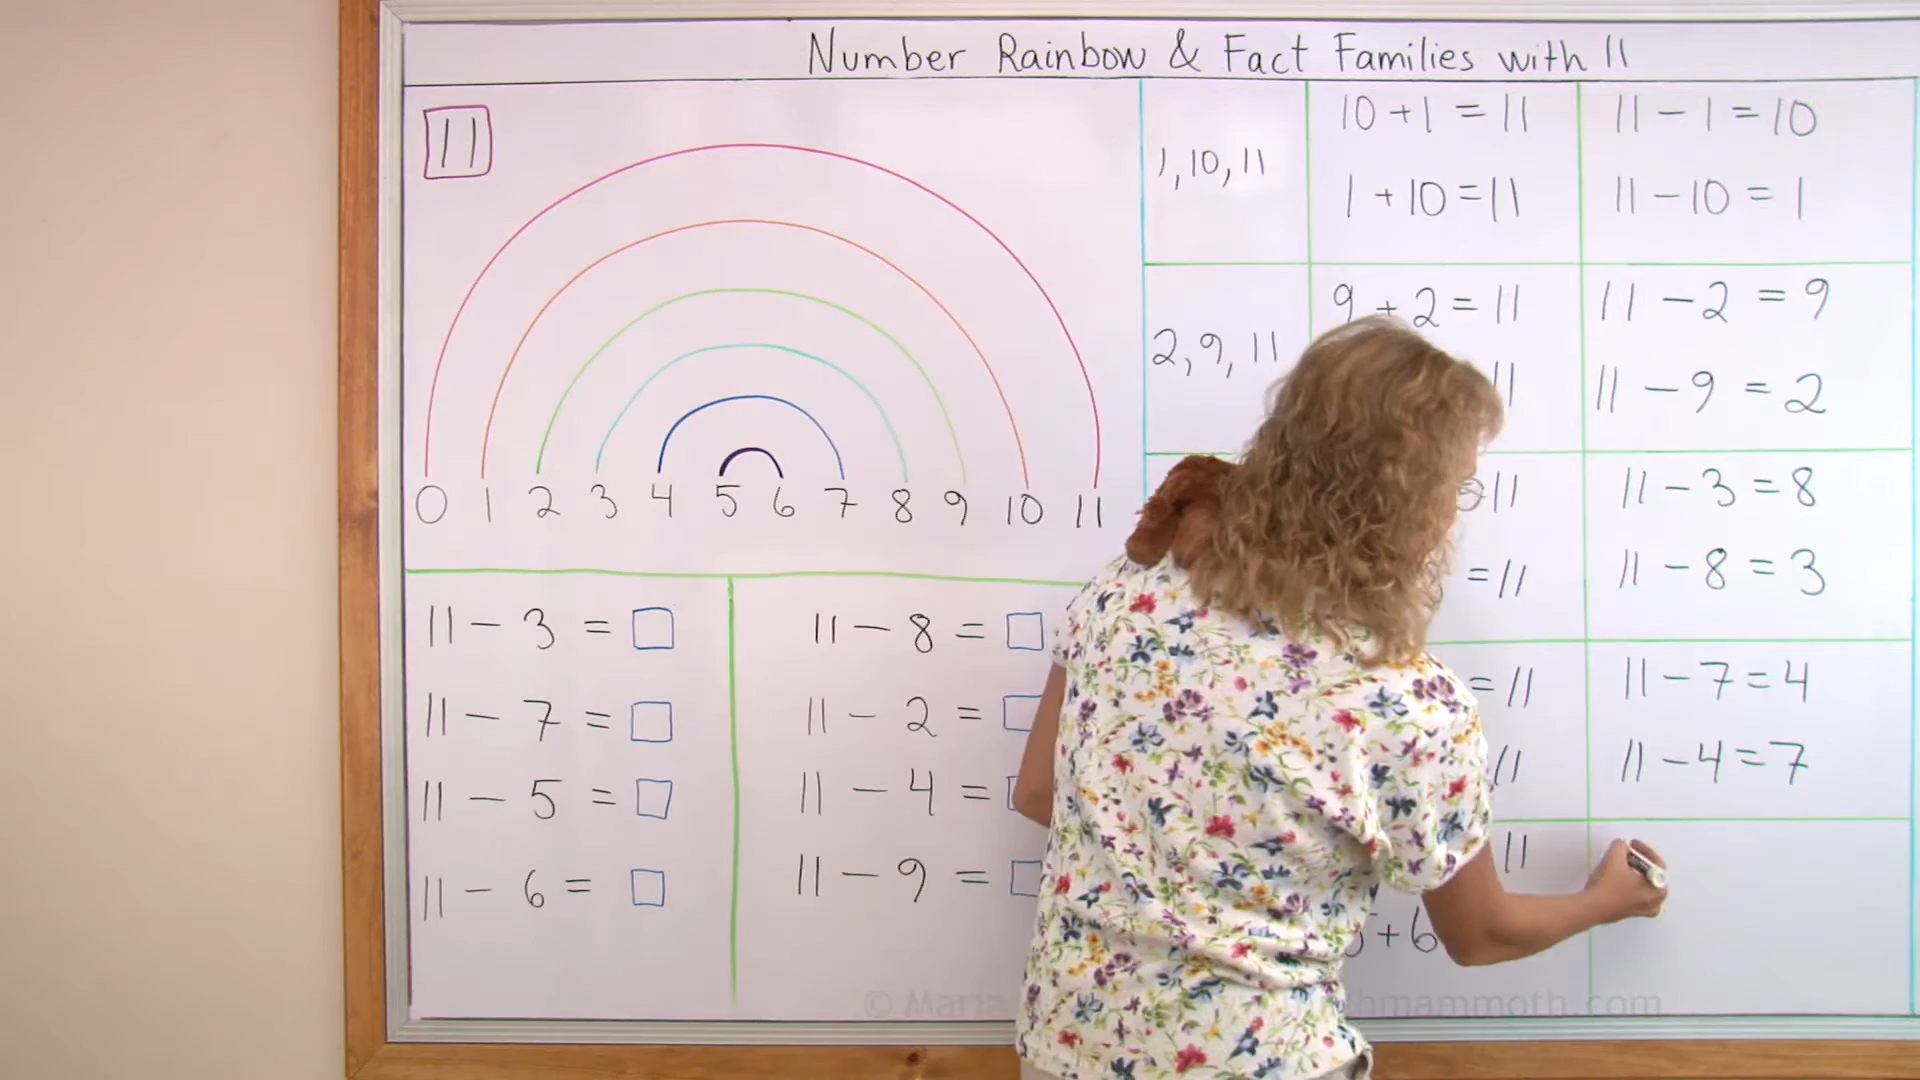 Number Rainbow & Fact Families with 11
11
0 1 2 3 4 5 6 7 8 9 10 11
11 - 3 = □
11 - 7 = □
11 - 5 = □
11 - 6 = □
11 - 8 = □
11 - 2 = □
11 - 4 =
11 - 9 = □
1, 10, 11
10 + 1 = 11
1 + 10 = 11
11 - 1 = 10
11 - 10 = 1
2, 9, 11
9 + 2 = 11
11
11 - 2 = 9
11 - 9 = 2
11
= 11
11 - 3 = 8
11 - 8 = 3
= 11
11
11 - 7 = 4
11 - 4 = 7
11
+ 6
© Maria
mammoth.com